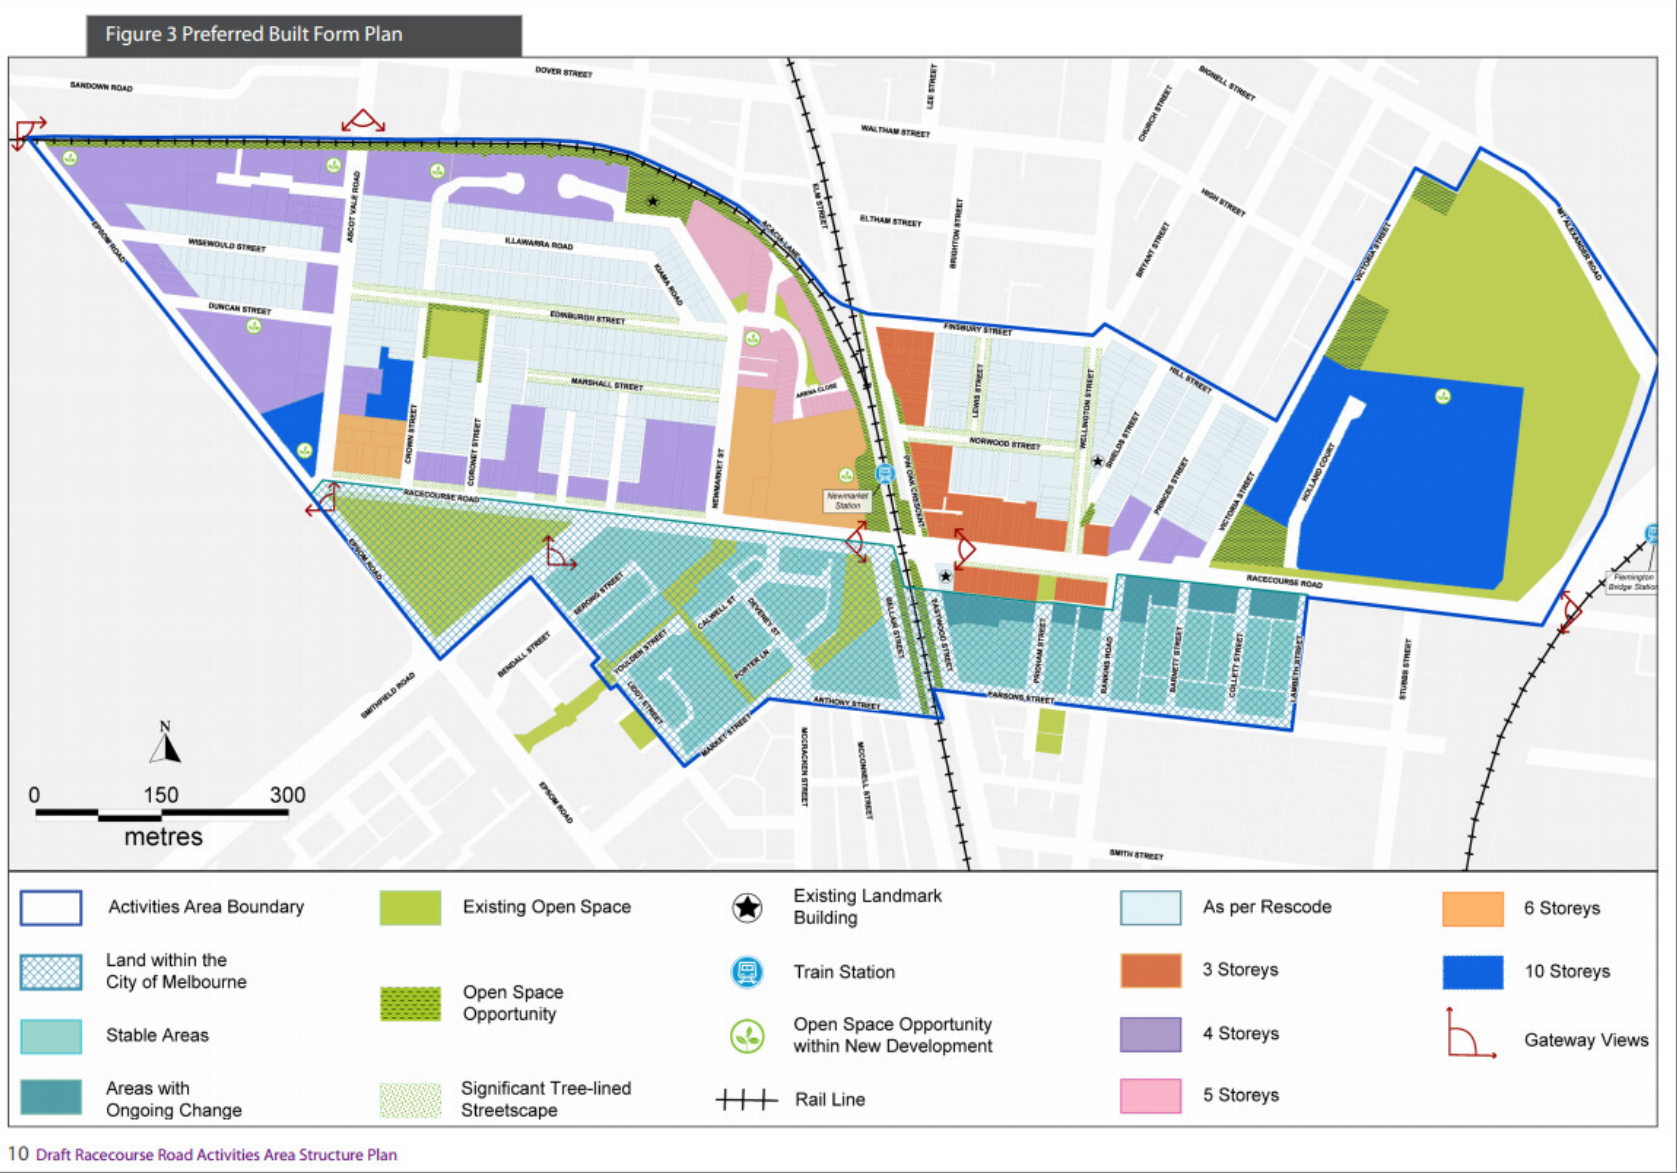 Figure 3 Preferred Built Form Plan
SANDOWN ROAD
DOVER STREET
LEE STREET
BIGNELL STREET
CHURCH STREET
WALTHAM STREET
ASCOT VALE ROAD
ELM STREET
HIGH STREET
EPSOM ROAD
WISEWOULD STREET
ILLAWARRA ROAD
KIAMA ROAD
ACACIA LANE
ELTHAM STREET
BRIGHTON STREET
BRYANT STREET
VICTORIA STREET
MT ALEXANDER ROAD
DUNCAN STREET
EDINBURGH STREET
FINSBURY STREET
MARSHALL STREET
ARENA CLOSE
LEWIS STREET
WELLINGTON STREET
HILL STREET
CROWN STREET
CORONET STREET
NEWMARKET ST
NORWOOD STREET
SHIELDS STREET
PIN OAK CRESCENT
PRINCES STREET
VICTORIA STREET
HOLLAND COURT
RACECOURSE ROAD
Newmarket
Station
EPSOM ROAD
RACECOURSE ROAD
Flemington
Bridge Station
BERONG STREET
CALWELL ST
DEVENEY ST
BELLAIR STREET
EASTWOOD STREET
BENDALL STREET
YOULDEN STREET
PORTER LN
LIDDY STREET
PRIDHAM STREET
RANKINS ROAD
BARNETT STREET
COLLETT STREET
LAMBETH STREET
STUBBS STREET
SMITHFIELD ROAD
MARKET STREET
ANTHONY STREET
PARSONS STREET
EPSOM ROAD
MCCRACKEN STREET
MCCONNELL STREET
SMITH STREET
N
0 150 300
metres
Activities Area Boundary
Land within the
City of Melbourne
Stable Areas
Areas with
Ongoing Change
Existing Open Space
Open Space
Opportunity
Significant Tree-lined
Streetscape
Existing Landmark
Building
Train Station
Open Space Opportunity
within New Development
Rail Line
As per Rescode
3 Storeys
4 Storeys
5 Storeys
6 Storeys
10 Storeys
Gateway Views
10 Draft Racecourse Road Activities Area Structure Plan